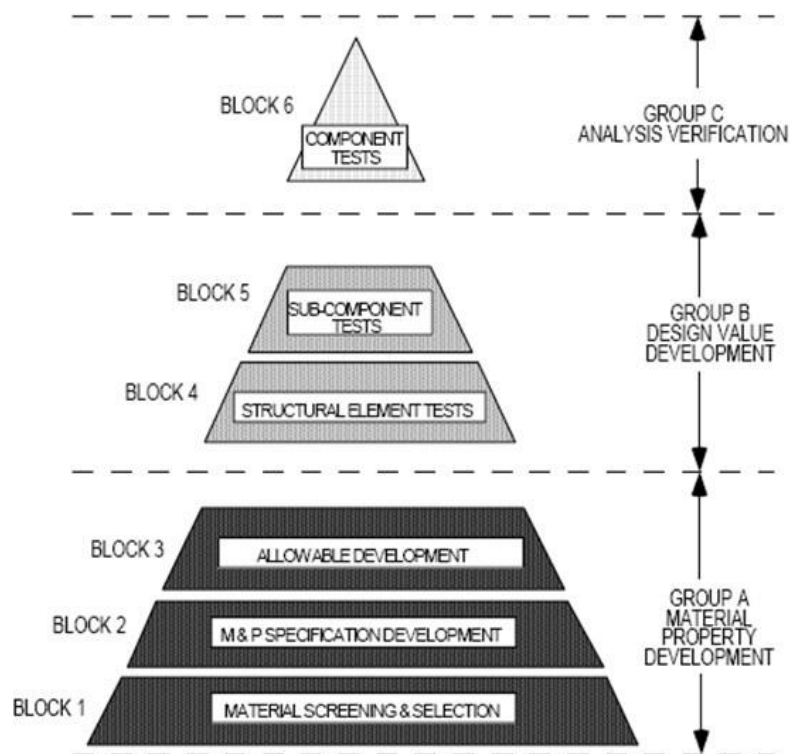 BLOCK 6
COMPONENT
TESTS
GROUP C
ANALYSIS VERIFICATION
BLOCK 5
SUB-COMPONENT
TESTS
GROUP B
DESIGN VALUE
DEVELOPMENT
BLOCK 4
STRUCTURAL ELEMENT TESTS
BLOCK 3
ALLOWABLE DEVELOPMENT
BLOCK 2
M & P SPECIFICATION DEVELOPMENT
GROUP A
MATERIAL
PROPERTY
DEVELOPMENT
BLOCK 1
MATERIAL SCREENING & SELECTION